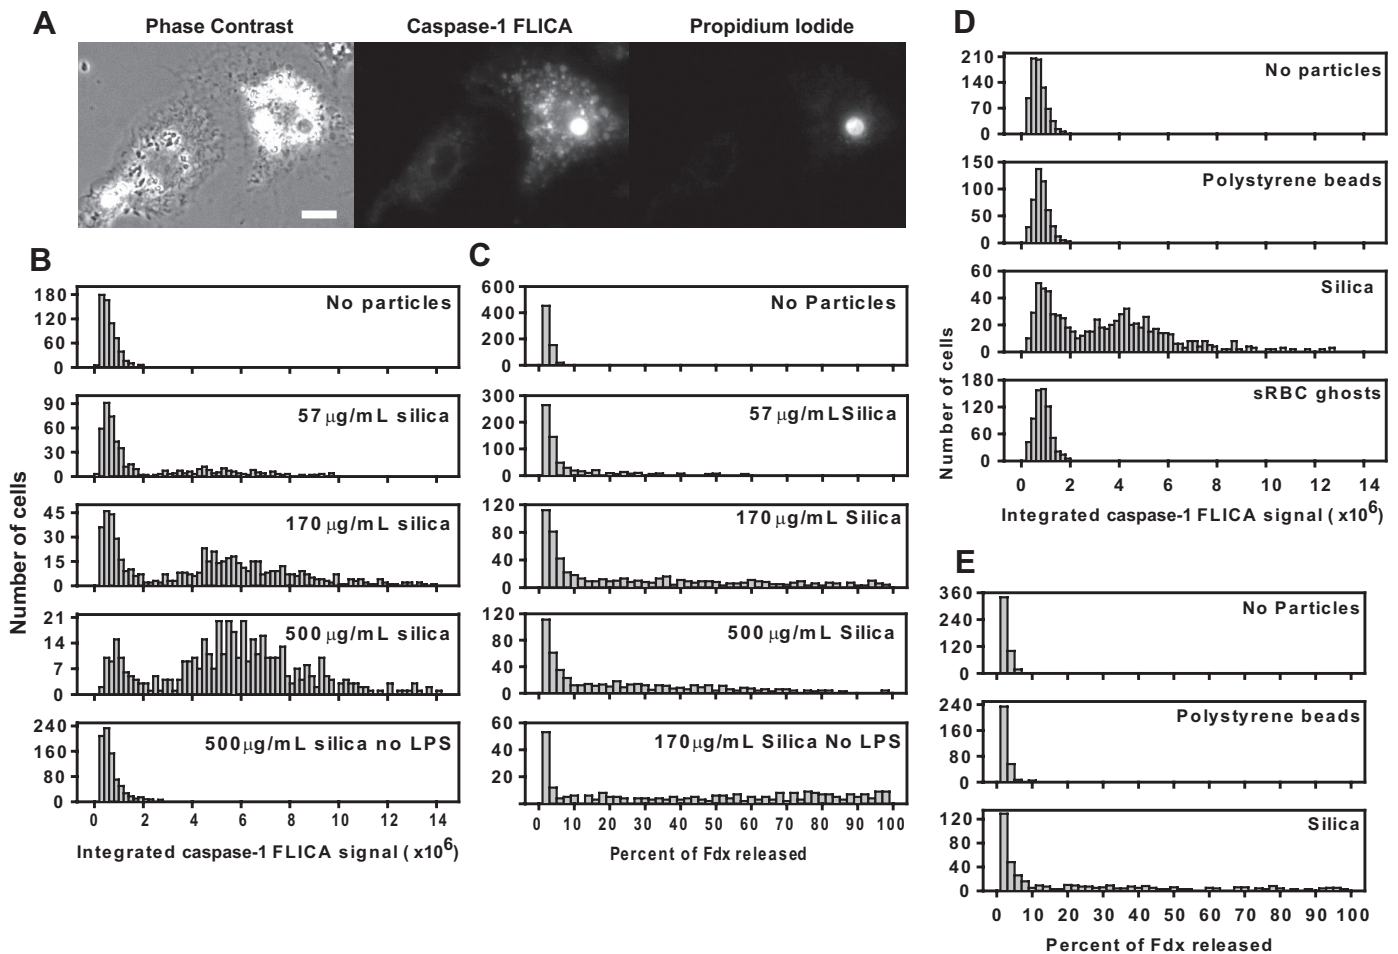 A
Phase Contrast
Caspase-1 FLICA
Propidium Iodide
B
Number of cells
No particles
180
120
60
0
57 µg/mL silica
90
60
30
0
170 µg/mL silica
45
30
15
0
500 µg/mL silica
21
14
7
0
500µg/mL silica no LPS
240
160
80
0
0 2 4 6 8 10 12 14
Integrated caspase-1 FLICA signal ( x10⁶)
C
No Particles
600
400
200
0
57 µg/mLSilica
300
200
100
0
170 µg/mL Silica
120
80
40
0
500 µg/mL Silica
120
80
40
0
170µg/mL Silica No LPS
60
40
20
0 10 20 30 40 50 60 70 80 90 100
Percent of Fdx released
D
Number of cells
No particles
210
140
70
0
Polystyrene beads
150
100
50
0
Silica
60
40
20
0
sRBC ghosts
180
120
60
0
0 2 4 6 8 10 12 14
Integrated caspase-1 FLICA signal ( x10⁶)
E
No Particles
360
240
120
0
Polystyrene beads
240
160
80
0
Silica
120
80
40
0
0 10 20 30 40 50 60 70 80 90 100
Percent of Fdx released